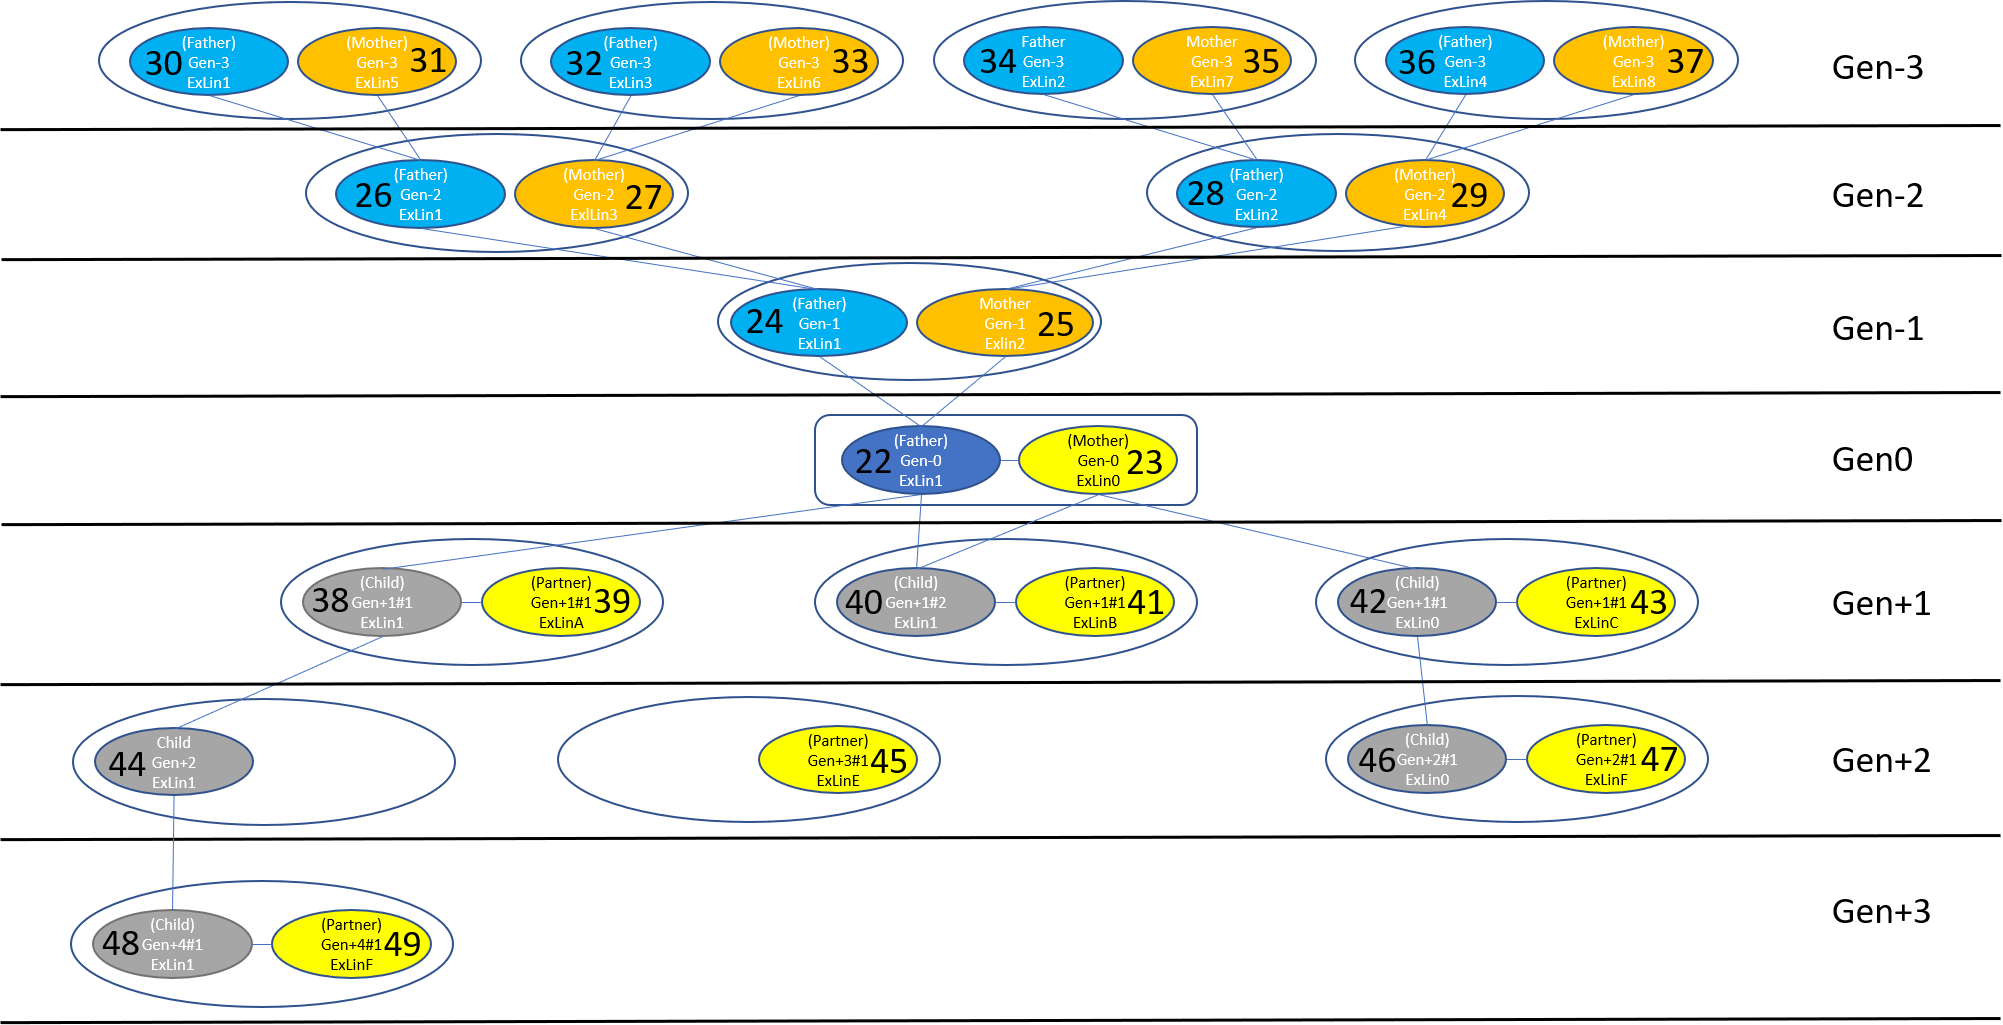 (Father)
30 Gen-3
ExLin1
(Mother)
Gen-3 31
ExLin5
(Father)
32 Gen-3
ExLin3
(Mother)
Gen-3 33
ExLin6
Father
34 Gen-3
ExLin2
Mother
Gen-3 35
ExLin7
(Father)
36 Gen-3
ExLin4
(Mother)
Gen-3 37
ExLin8
Gen-3
(Father)
26 Gen-2
ExLin1
(Mother)
Gen-2 27
ExlLin3
(Father)
28 Gen-2
ExLin2
(Mother)
Gen-2 29
ExLin4
Gen-2
(Father)
24 Gen-1
ExLin1
Mother
Gen-1 25
Exlin2
Gen-1
(Father)
22 Gen-0
ExLin1
(Mother)
Gen-0 23
ExLin0
Gen0
(Child)
38 Gen+1#1
ExLin1
(Partner)
Gen+1#1 39
ExLinA
(Child)
40 Gen+1#2
ExLin1
(Partner)
Gen+1#1 41
ExLinB
(Child)
42 Gen+1#1
ExLin0
(Partner)
Gen+1#1 43
ExLinC
Gen+1
Child
44 Gen+2
ExLin1
(Partner)
Gen+3#1 45
ExLinE
(Child)
46 Gen+2#1
ExLin0
(Partner)
Gen+2#1 47
ExLinF
Gen+2
(Child)
48 Gen+4#1
ExLin1
(Partner)
Gen+4#1 49
ExLinF
Gen+3